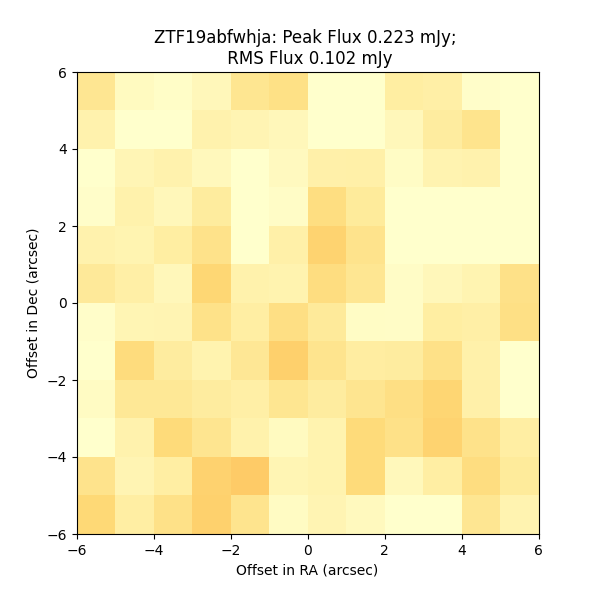 ZTF19abfwhja: Peak Flux 0.223 mJy;
RMS Flux 0.102 mJy
6
4
2
0
−2
−4
−6
Offset in Dec (arcsec)
−6 −4 −2 0 2 4 6
Offset in RA (arcsec)